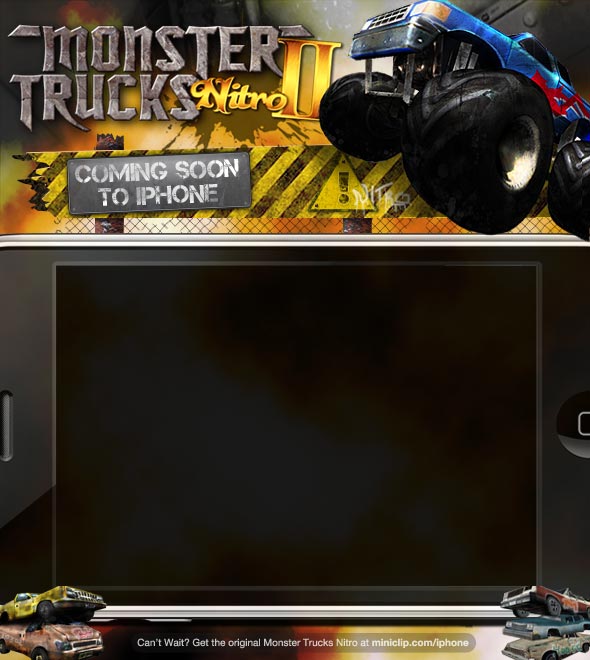 MONSTER
TRUCKS
Nitro II
COMING SOON
TO IPHONE
NITRO
Can't Wait? Get the original Monster Trucks Nitro at miniclip.com/iphone